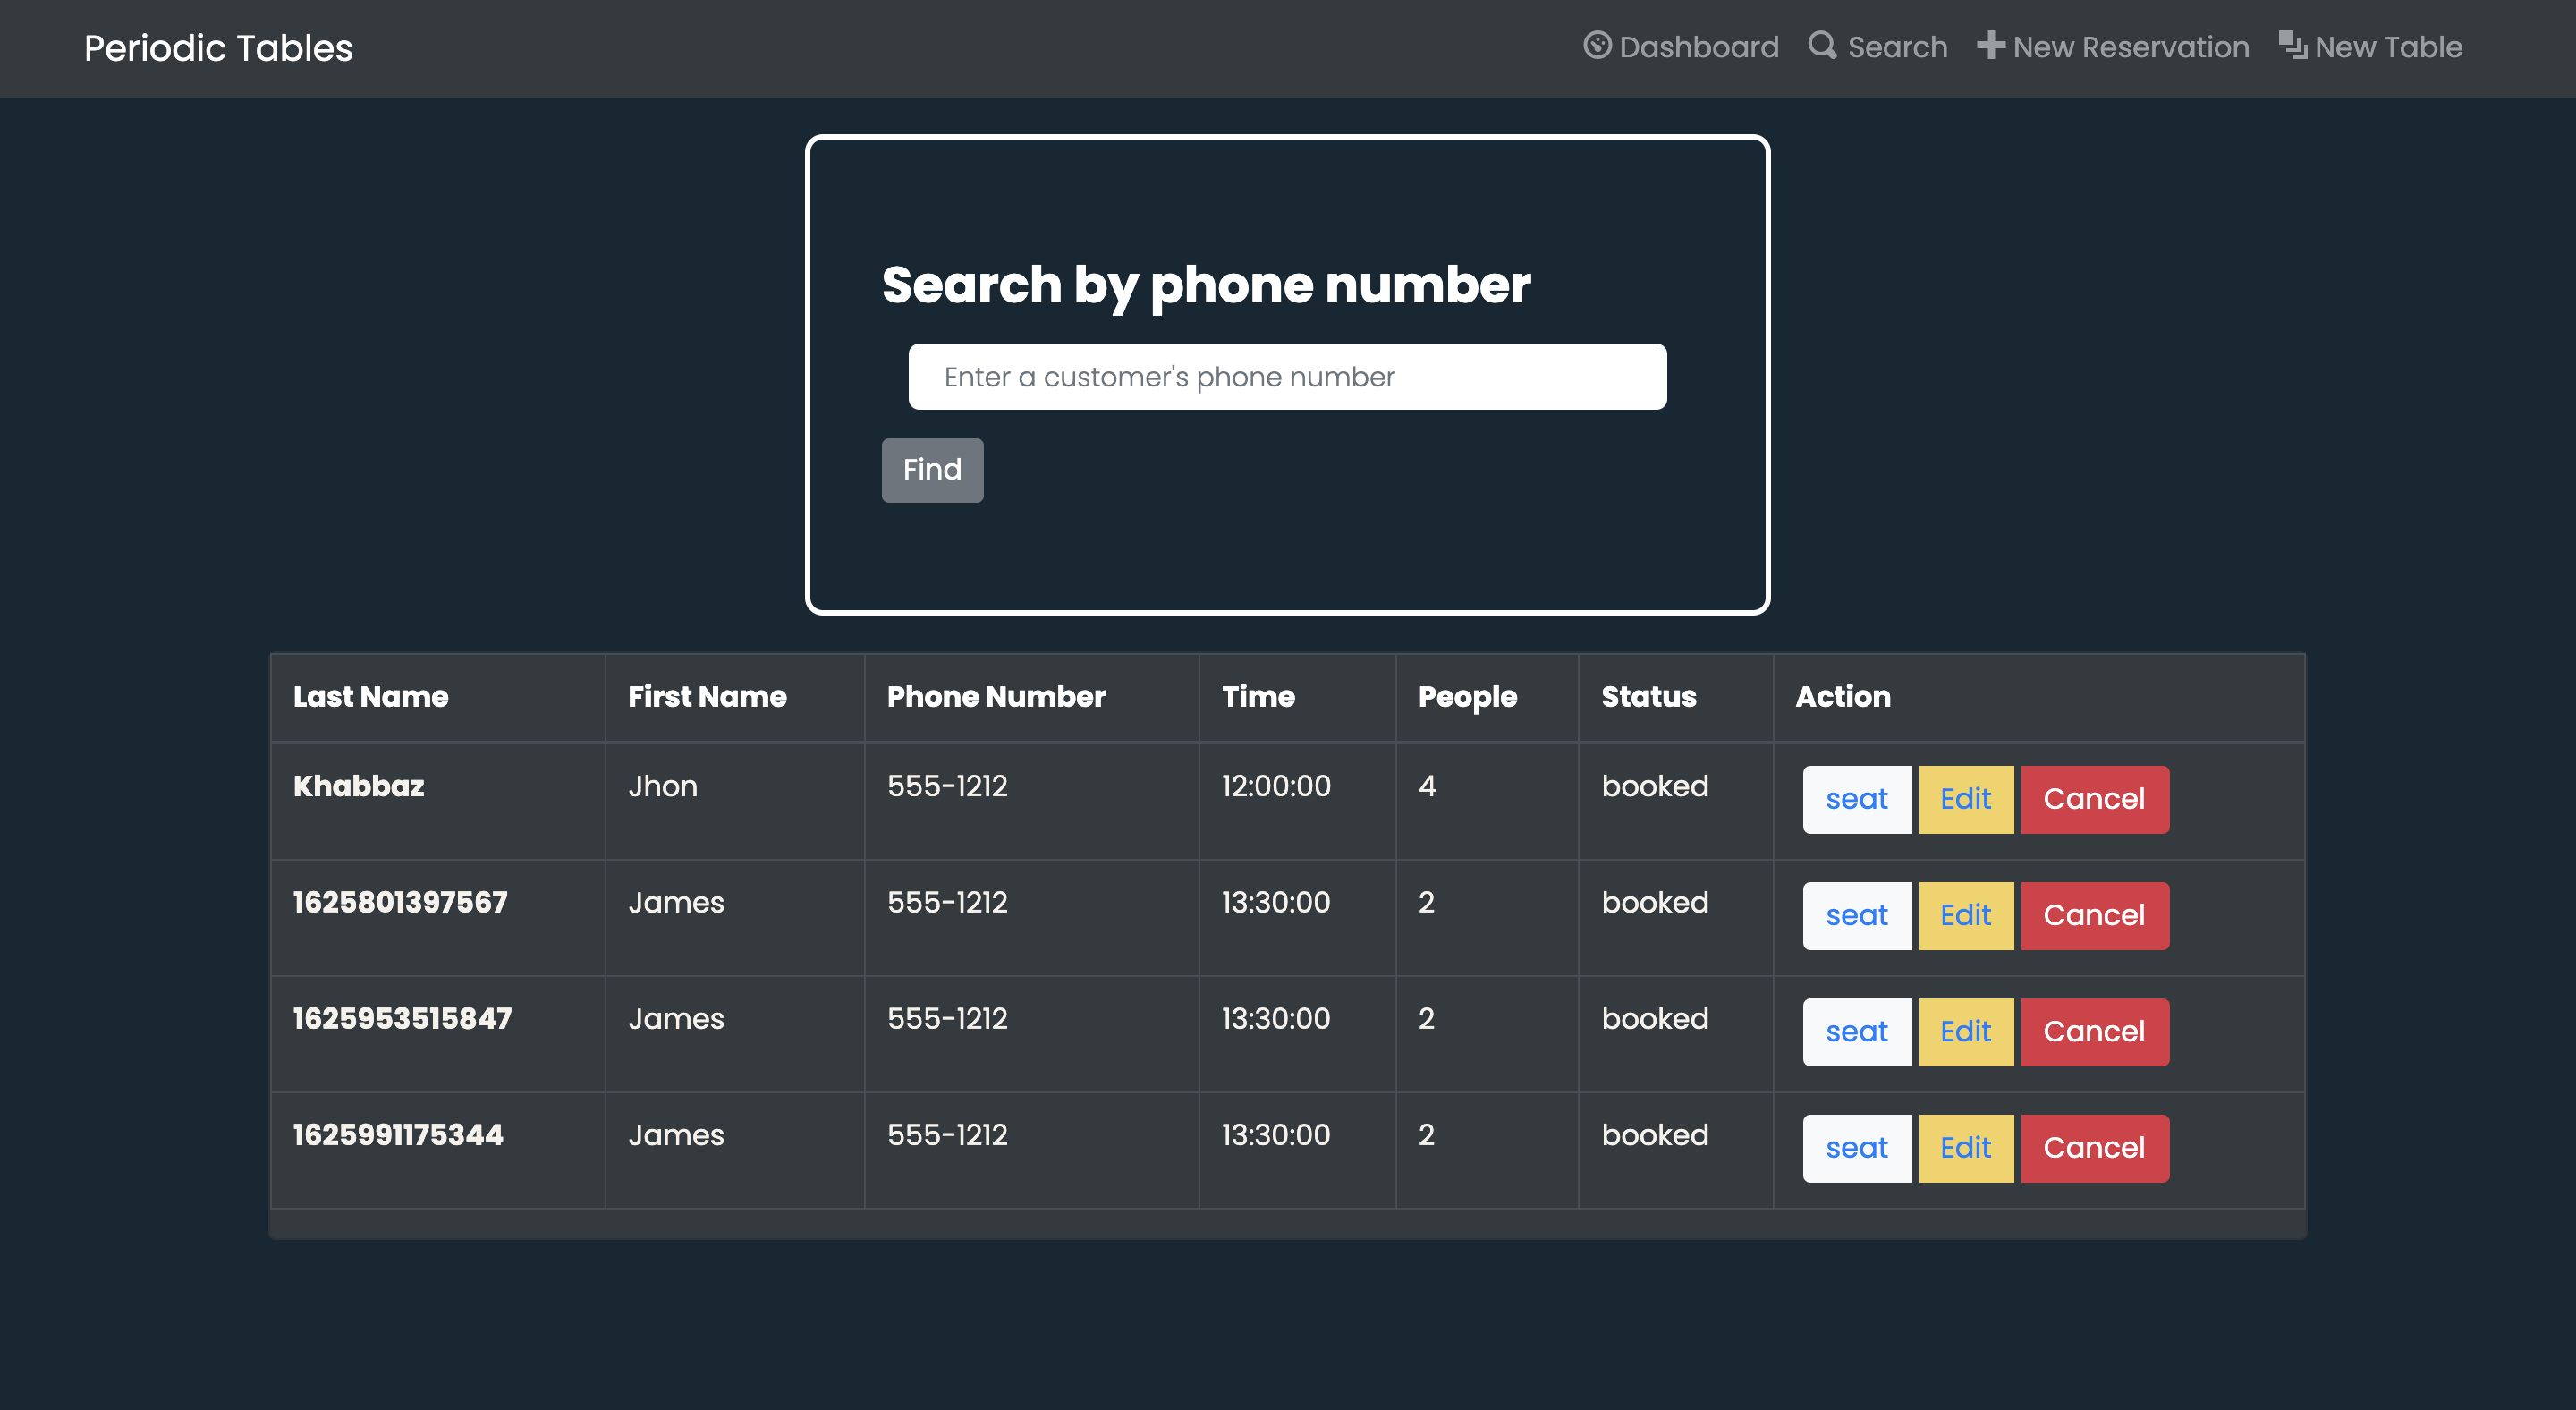 Periodic Tables Dashboard Search New Reservation New Table
Search by phone number
Enter a customer's phone number
Find
Last Name First Name Phone Number Time People Status Action
Khabbaz Jhon 555-1212 12:00:00 4 booked seat Edit Cancel
1625801397567 James 555-1212 13:30:00 2 booked seat Edit Cancel
1625953515847 James 555-1212 13:30:00 2 booked seat Edit Cancel
1625991175344 James 555-1212 13:30:00 2 booked seat Edit Cancel